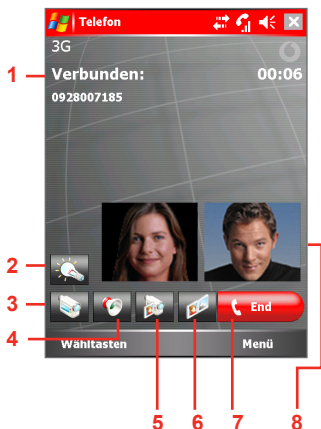 Telefon
3G
1
Verbunden: 00:06
0928007185
2
3
End
4
Wähltasten Menü
5 6 7 8